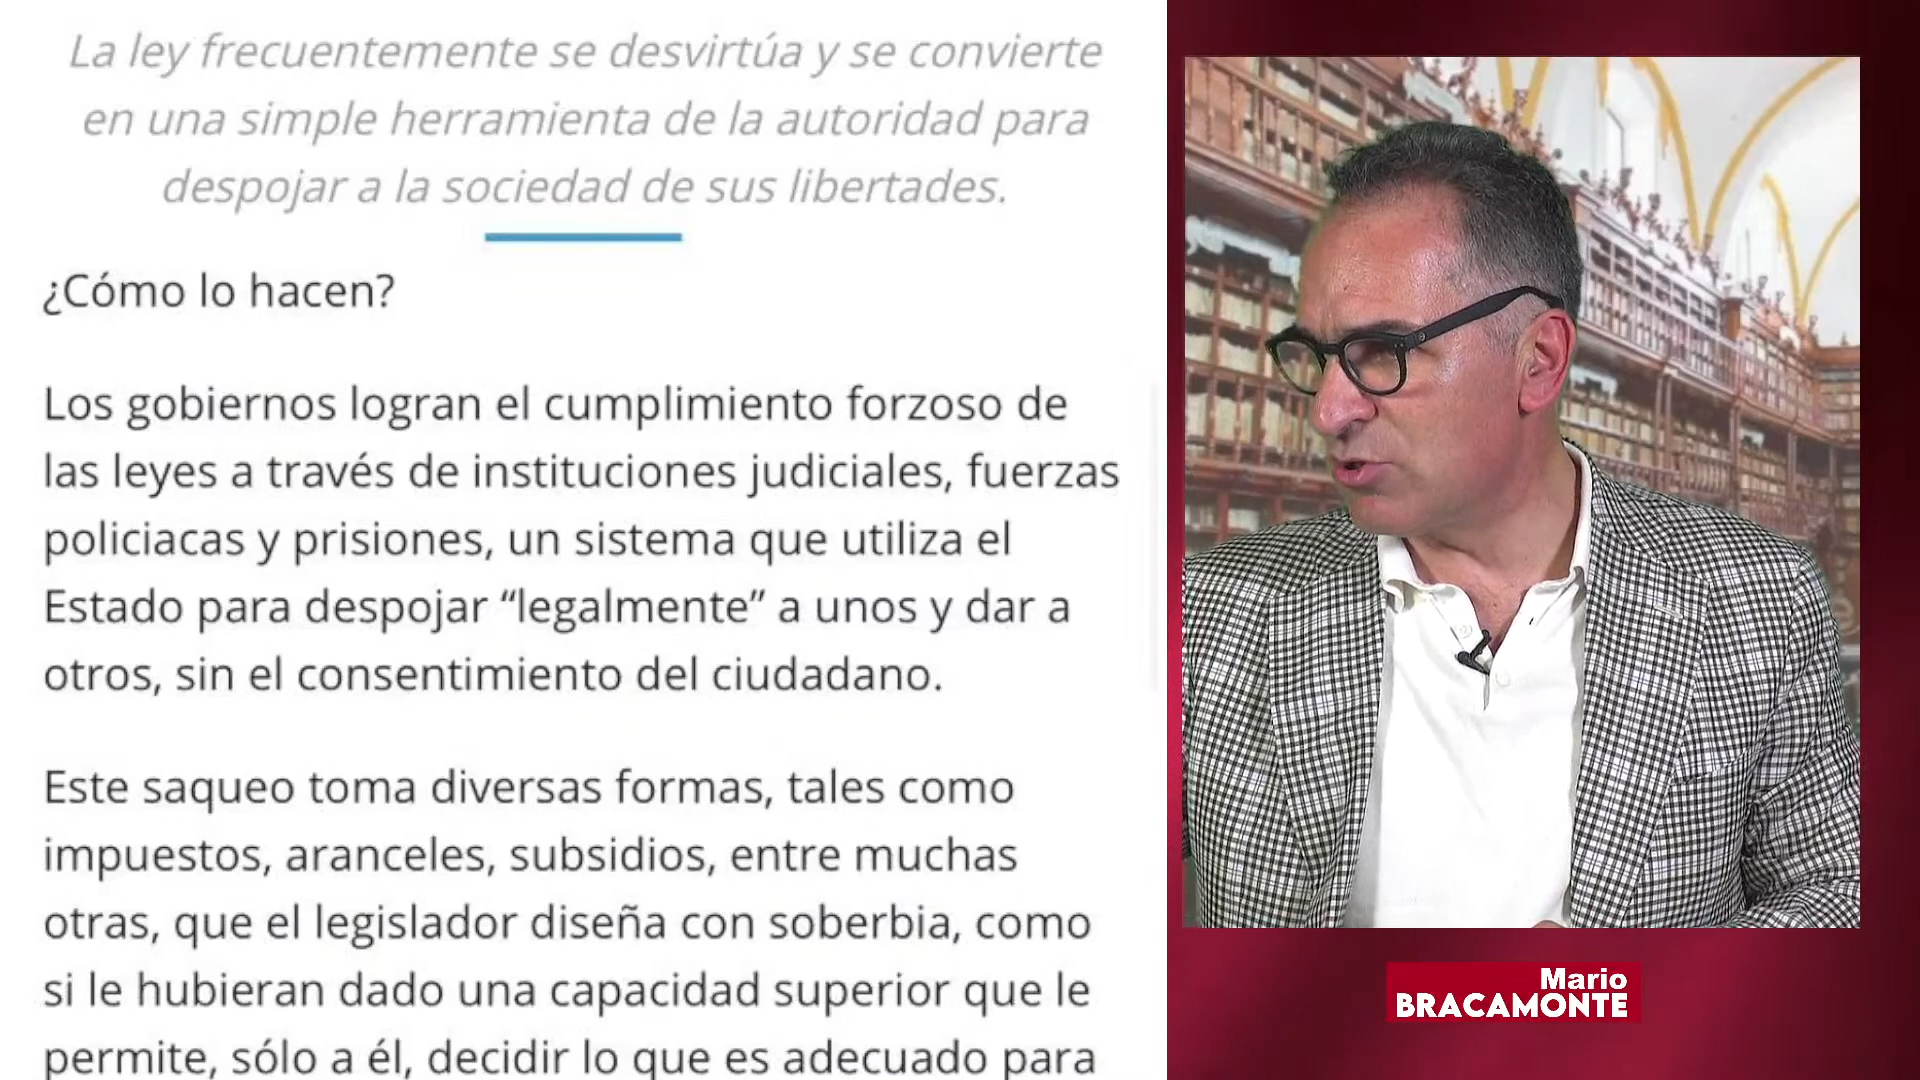 La ley frecuentemente se desvirtúa y se convierte
en una simple herramienta de la autoridad para
despojar a la sociedad de sus libertades.
¿Cómo lo hacen?
Los gobiernos logran el cumplimiento forzoso de
las leyes a través de instituciones judiciales, fuerzas
policiacas y prisiones, un sistema que utiliza el
Estado para despojar “legalmente” a unos y dar a
otros, sin el consentimiento del ciudadano.
Este saqueo toma diversas formas, tales como
impuestos, aranceles, subsidios, entre muchas
otras, que el legislador diseña con soberbia, como
si le hubieran dado una capacidad superior que le
permite, sólo a él, decidir lo que es adecuado para
Mario
BRACAMONTE